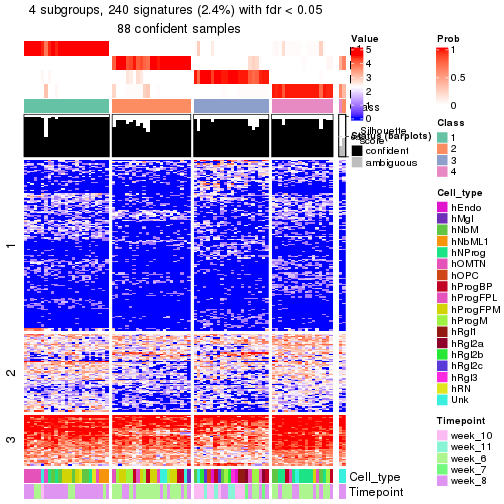 4 subgroups, 240 signatures (2.4%) with fdr < 0.05
88 confident samples
1
2
3
Cell_type
Timepoint
Value
5
4
3
2
1
0
Silhouette
score
Status (barplots)
confident
ambiguous
Prob
1
0.5
0
Class
1
2
3
4
Cell_type
hEndo
hMgl
hNbM
hNbML1
hNProg
hOMTN
hOPC
hProgBP
hProgFPL
hProgFPM
hProgM
hRgl1
hRgl2a
hRgl2b
hRgl2c
hRgl3
hRN
Unk
Timepoint
week_10
week_11
week_6
week_7
week_8